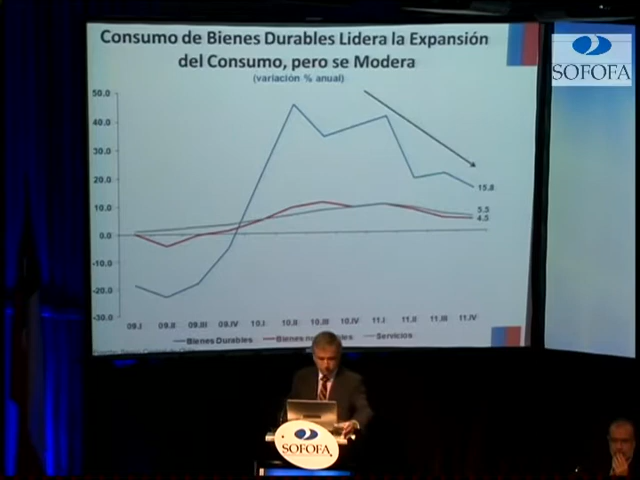 Consumo de Bienes Durables Lidera la Expansión
del Consumo, pero se Modera
(variación % anual)
SOFOFA
50.0
40.0
30.0
20.0
10.0
0.0
-10.0
-20.0
-30.0
15.8
5.5
4.5
09.I 09.II 09.III 09.IV 10.I 10.II 10.III 10.IV 11.I 11.II 11.III 11.IV
Bienes Durables Bienes Servicios
SOFOFA